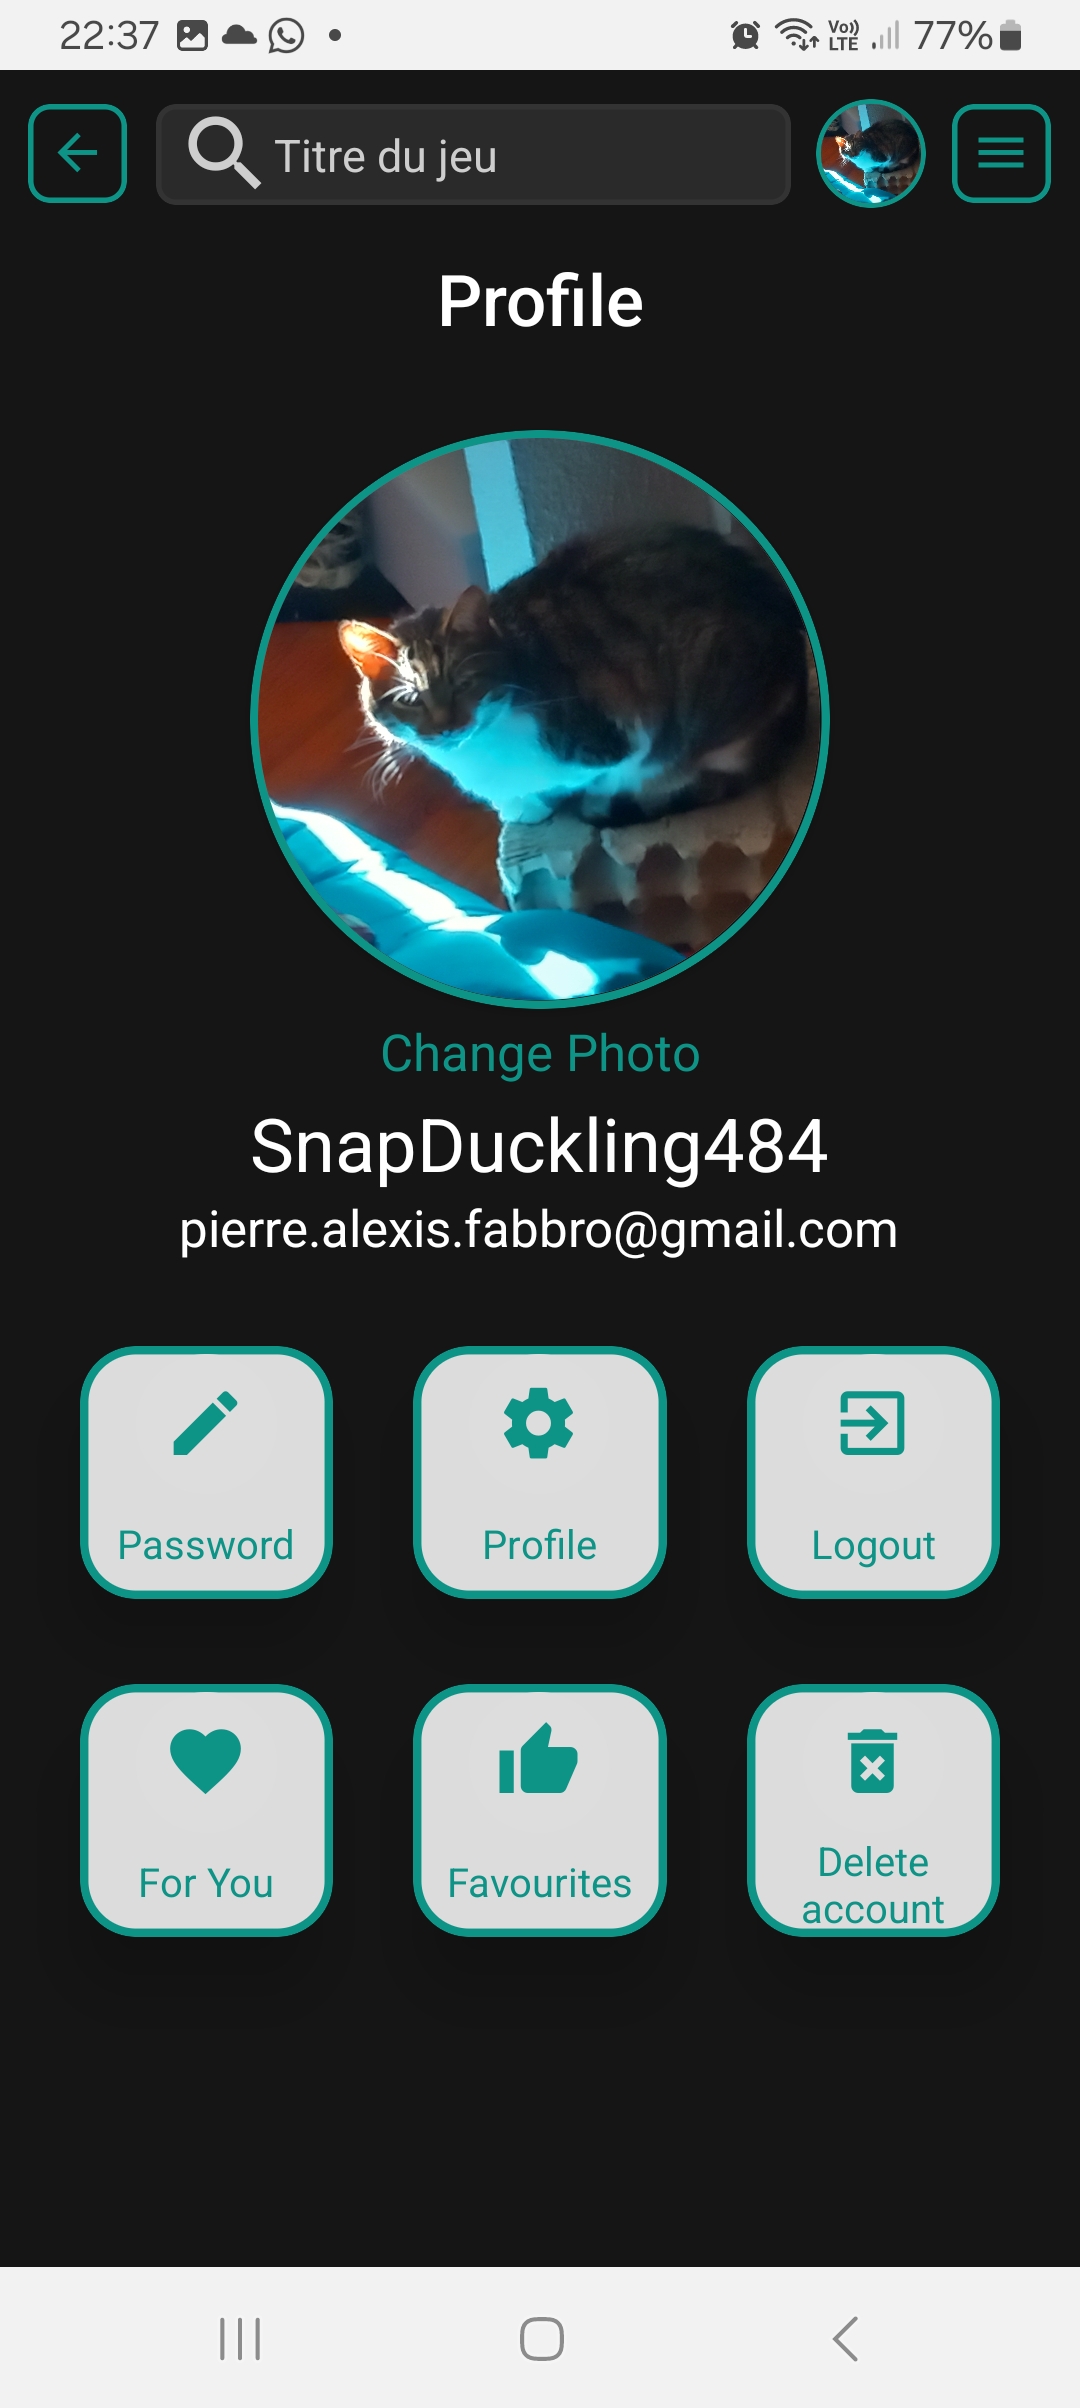 22:37
Vo)) LTE
77%
Titre du jeu
Profile
Change Photo
SnapDuckling484
pierre.alexis.fabbro@gmail.com
Password
Profile
Logout
For You
Favourites
Delete
account